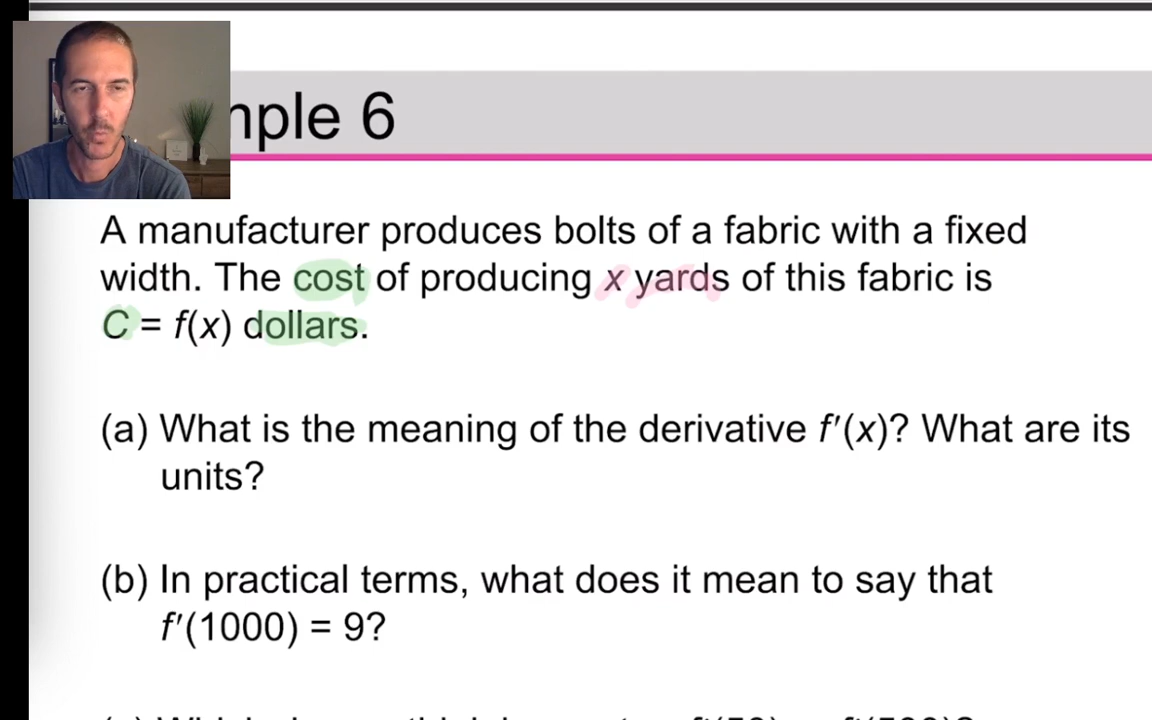 6
A manufacturer produces bolts of a fabric with a fixed
width. The cost of producing x yards of this fabric is
C = f(x) dollars.
(a) What is the meaning of the derivative f′(x)? What are its
units?
(b) In practical terms, what does it mean to say that
f′(1000) = 9?